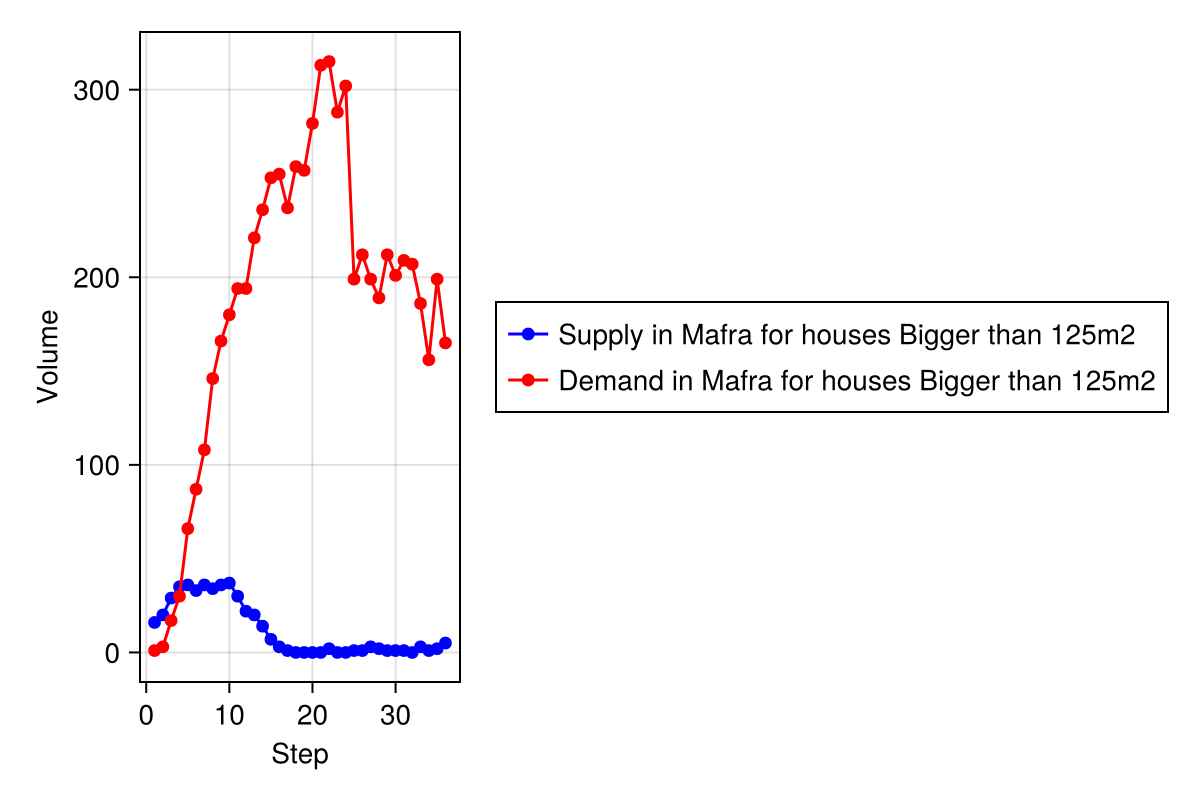 300
200
100
0
Volume
0 10 20 30
Step
Supply in Mafra for houses Bigger than 125m2
Demand in Mafra for houses Bigger than 125m2